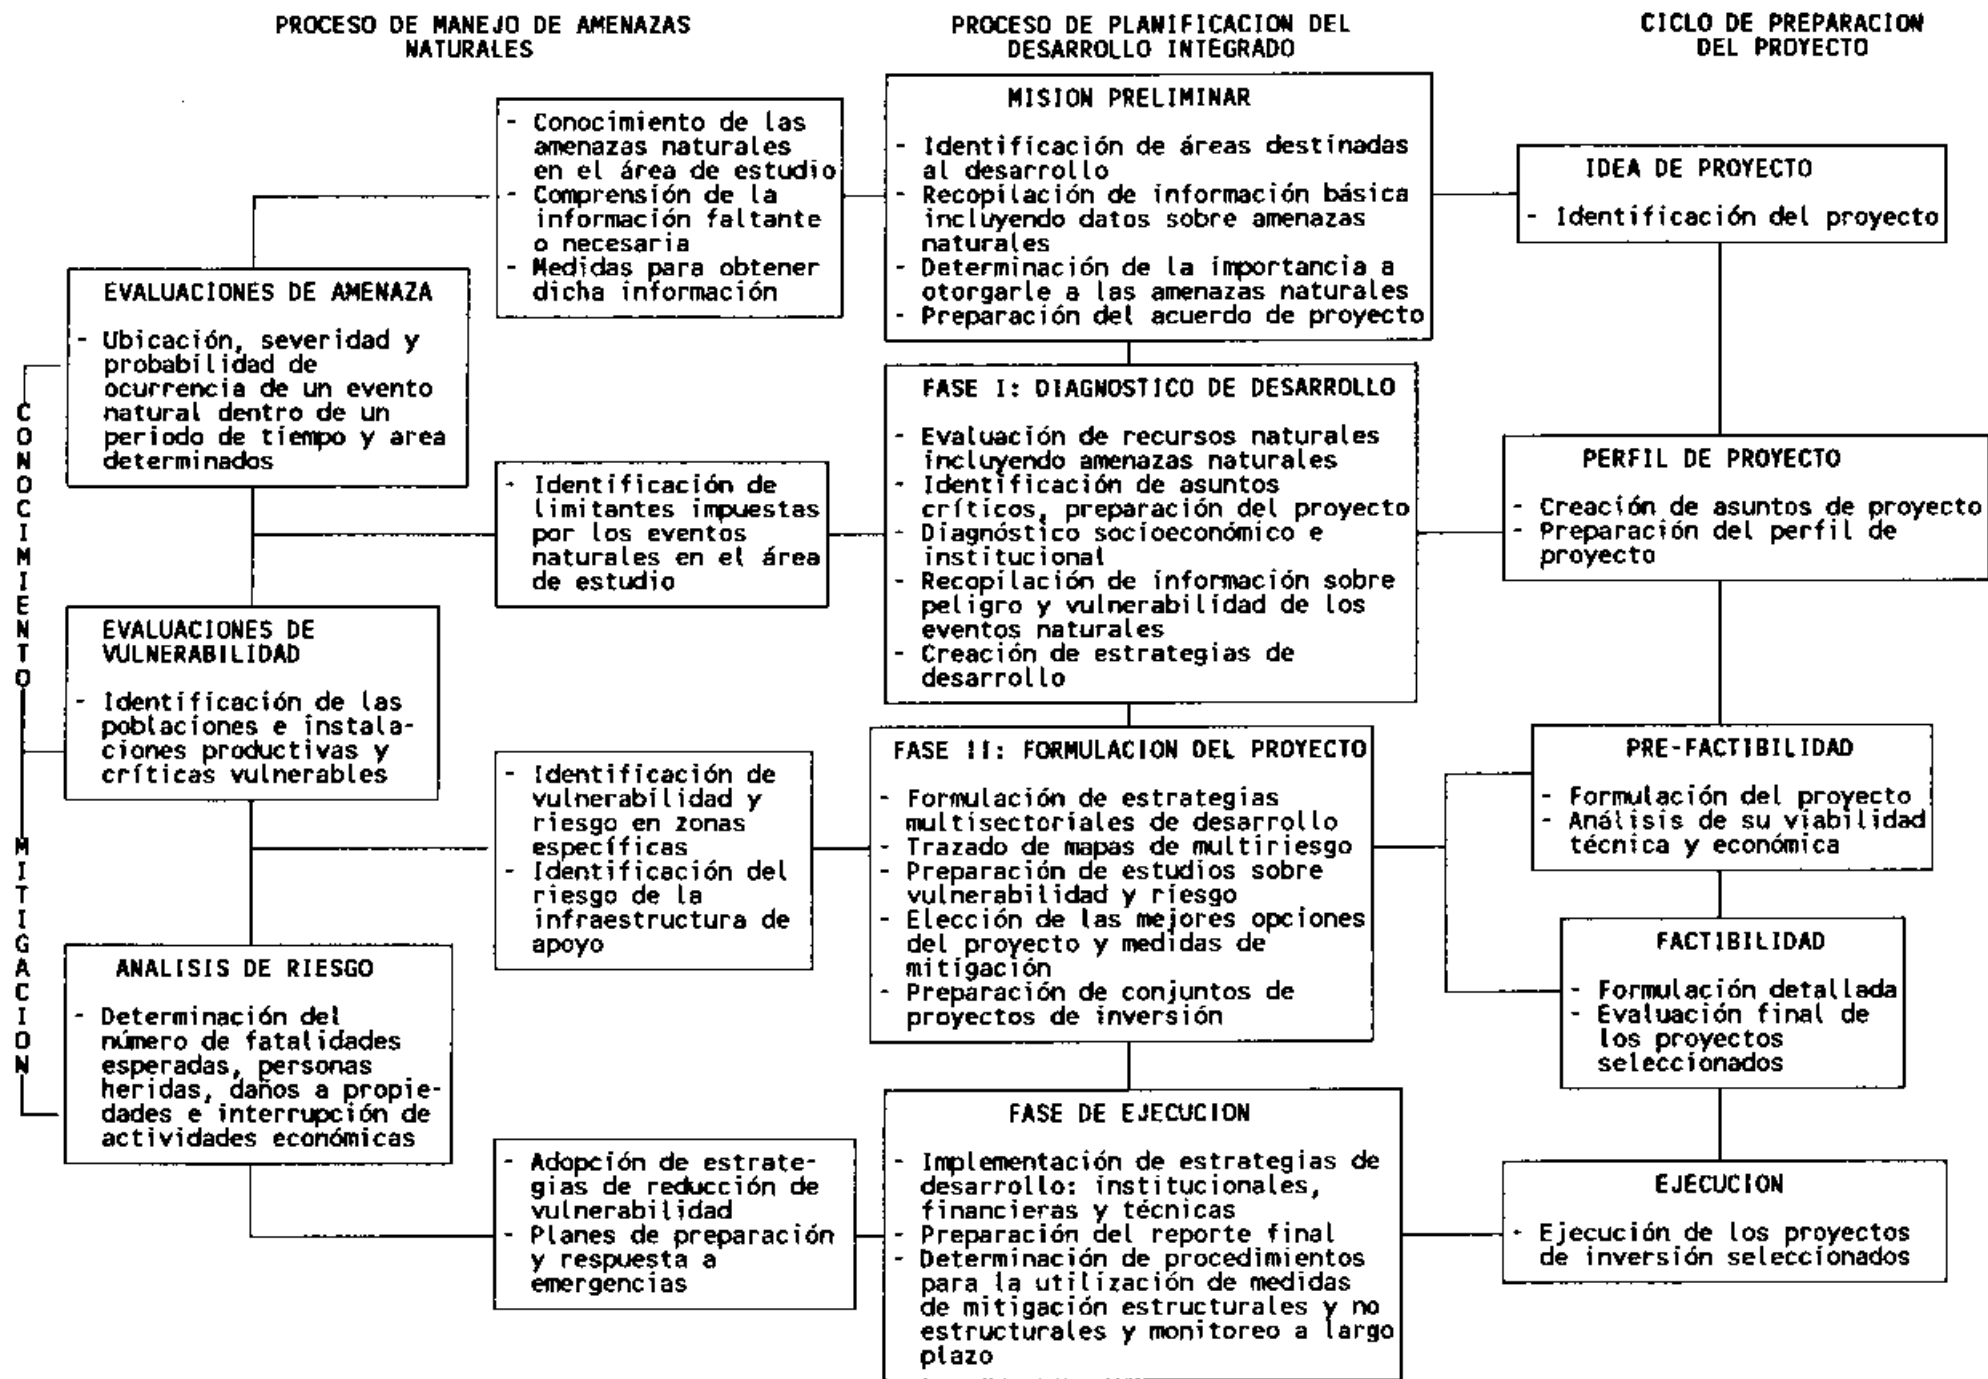 PROCESO DE MANEJO DE AMENAZAS
NATURALES
PROCESO DE PLANIFICACION DEL
DESARROLLO INTEGRADO
CICLO DE PREPARACION
DEL PROYECTO
- Conocimiento de las
amenazas naturales
en el área de estudio
- Comprensión de la
información faltante
o necesaria
- Medidas para obtener
dicha información
MISION PRELIMINAR
- Identificación de áreas destinadas
al desarrollo
- Recopilación de información básica
incluyendo datos sobre amenazas
naturales
- Determinación de la importancia a
otorgarle a las amenazas naturales
- Preparación del acuerdo de proyecto
IDEA DE PROYECTO
- Identificación del proyecto
EVALUACIONES DE AMENAZA
- Ubicación, severidad y
probabilidad de
ocurrencia de un evento
natural dentro de un
periodo de tiempo y area
determinados
CONOCIMIENTO
- Identificación de
limitantes impuestas
por los eventos
naturales en el área
de estudio
FASE I: DIAGNOSTICO DE DESARROLLO
- Evaluación de recursos naturales
incluyendo amenazas naturales
- Identificación de asuntos
críticos, preparación del proyecto
- Diagnóstico socioeconómico e
institucional
- Recopilación de información sobre
peligro y vulnerabilidad de los
eventos naturales
- Creación de estrategias de
desarrollo
PERFIL DE PROYECTO
- Creación de asuntos de proyecto
- Preparación del perfil de
proyecto
EVALUACIONES DE
VULNERABILIDAD
- Identificación de las
poblaciones e instala-
ciones productivas y
críticas vulnerables
MITIGACION
- Identificación de
vulnerabilidad y
riesgo en zonas
específicas
- Identificación del
riesgo de la
infraestructura de
apoyo
FASE II: FORMULACION DEL PROYECTO
- Formulación de estrategias
multisectoriales de desarrollo
- Trazado de mapas de multiriesgo
- Preparación de estudios sobre
vulnerabilidad y riesgo
- Elección de las mejores opciones
del proyecto y medidas de
mitigación
- Preparación de conjuntos de
proyectos de inversión
PRE-FACTIBILIDAD
- Formulación del proyecto
- Análisis de su viabilidad
técnica y económica
FACTIBILIDAD
- Formulación detallada
- Evaluación final de
los proyectos
seleccionados
ANALISIS DE RIESGO
- Determinación del
número de fatalidades
esperadas, personas
heridas, daños a propie-
dades e interrupción de
actividades económicas
- Adopción de estrate-
gias de reducción de
vulnerabilidad
- Planes de preparación
y respuesta a
emergencias
FASE DE EJECUCION
- Implementación de estrategias de
desarrollo: institucionales,
financieras y técnicas
- Preparación del reporte final
- Determinación de procedimientos
para la utilización de medidas
de mitigación estructurales y no
estructurales y monitoreo a largo
plazo
EJECUCION
- Ejecución de los proyectos
de inversión seleccionados